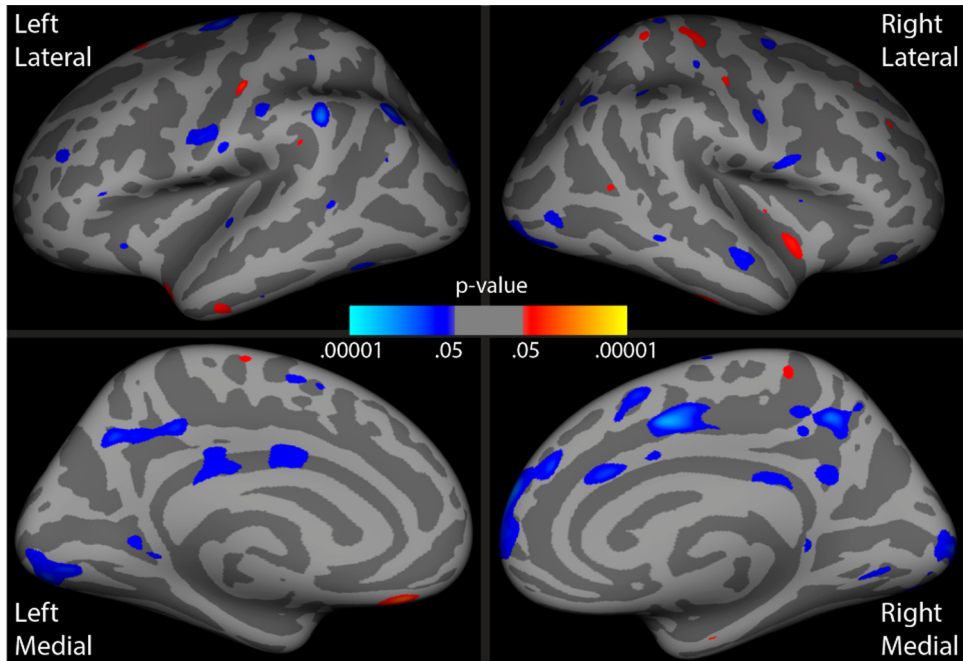 Left
Lateral
Right
Lateral
p-value
.00001 .05 .05 .00001
Left
Medial
Right
Medial